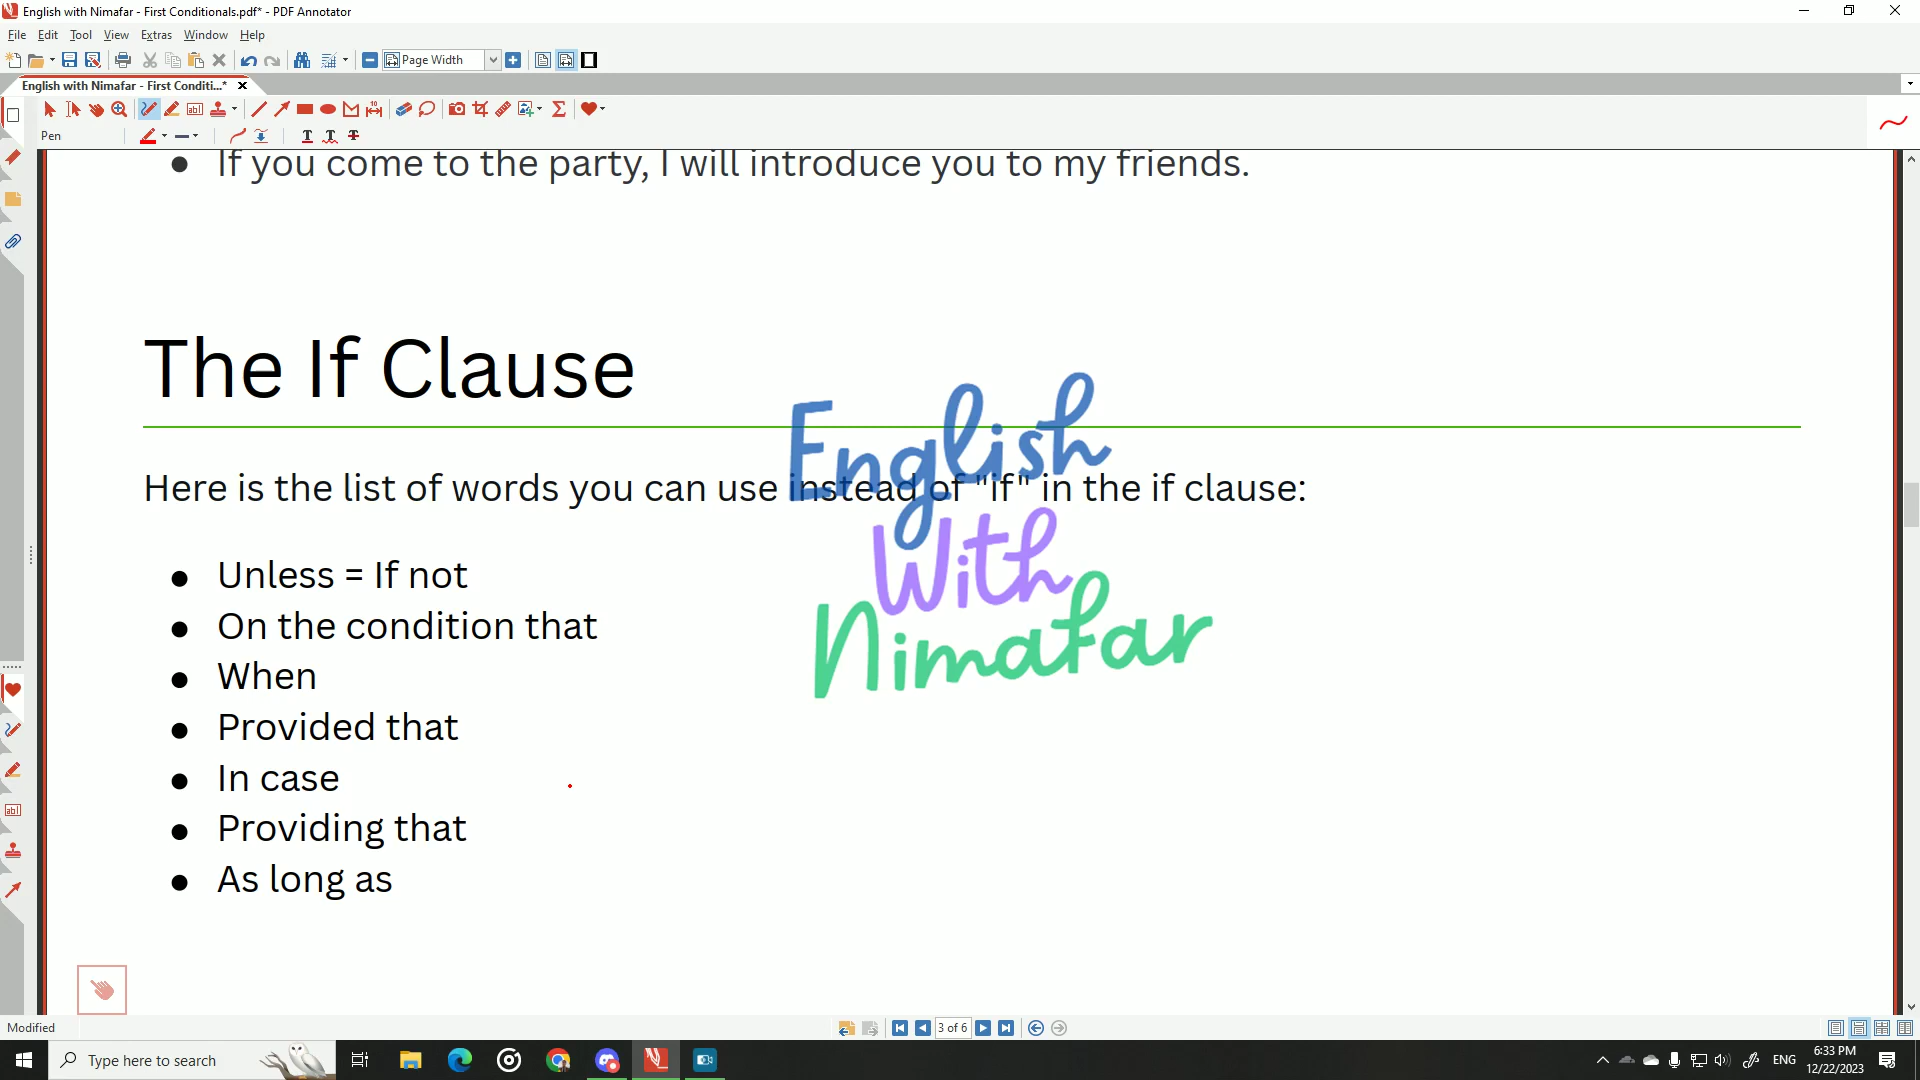 English with Nimafar - First Conditionals.pdf* - PDF Annotator
File Edit Tool View Extras Window Help
Page Width
English with Nimafar - First Conditi...*
Pen
If you come to the party, I will introduce you to my friends.
The If Clause
English
Here is the list of words you can use instead of "if" in the if clause:
With
Nimafar
● Unless = If not
● On the condition that
● When
● Provided that
● In case
● Providing that
● As long as
Modified
3 of 6
Type here to search
ENG
6:33 PM
12/22/2023